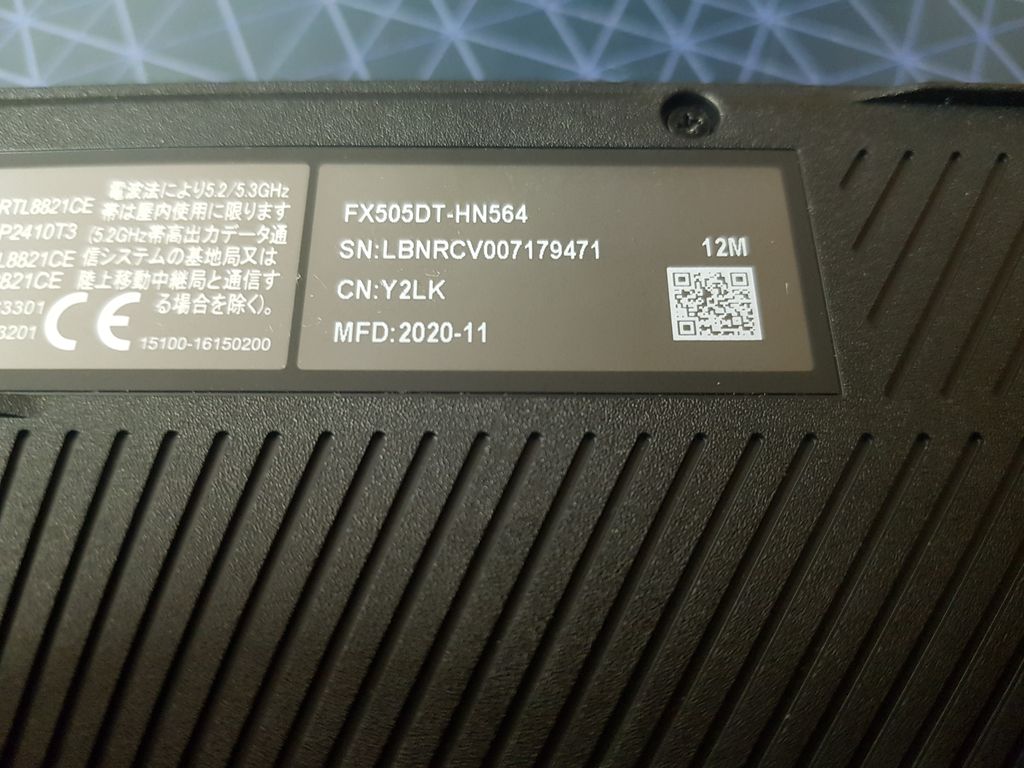 電波法により5.2/5.3GHz
RTL8821CE 帯は屋内使用に限ります
P2410T3 (5.2GHz帯高出力データ通
L8821CE 信システムの基地局又は
821CE 陸上移動中継局と通信す
3301 る場合を除く)。
3201 CE 15100-16150200
FX505DT-HN564
SN:LBNRCV007179471
12M
CN:Y2LK
MFD:2020-11